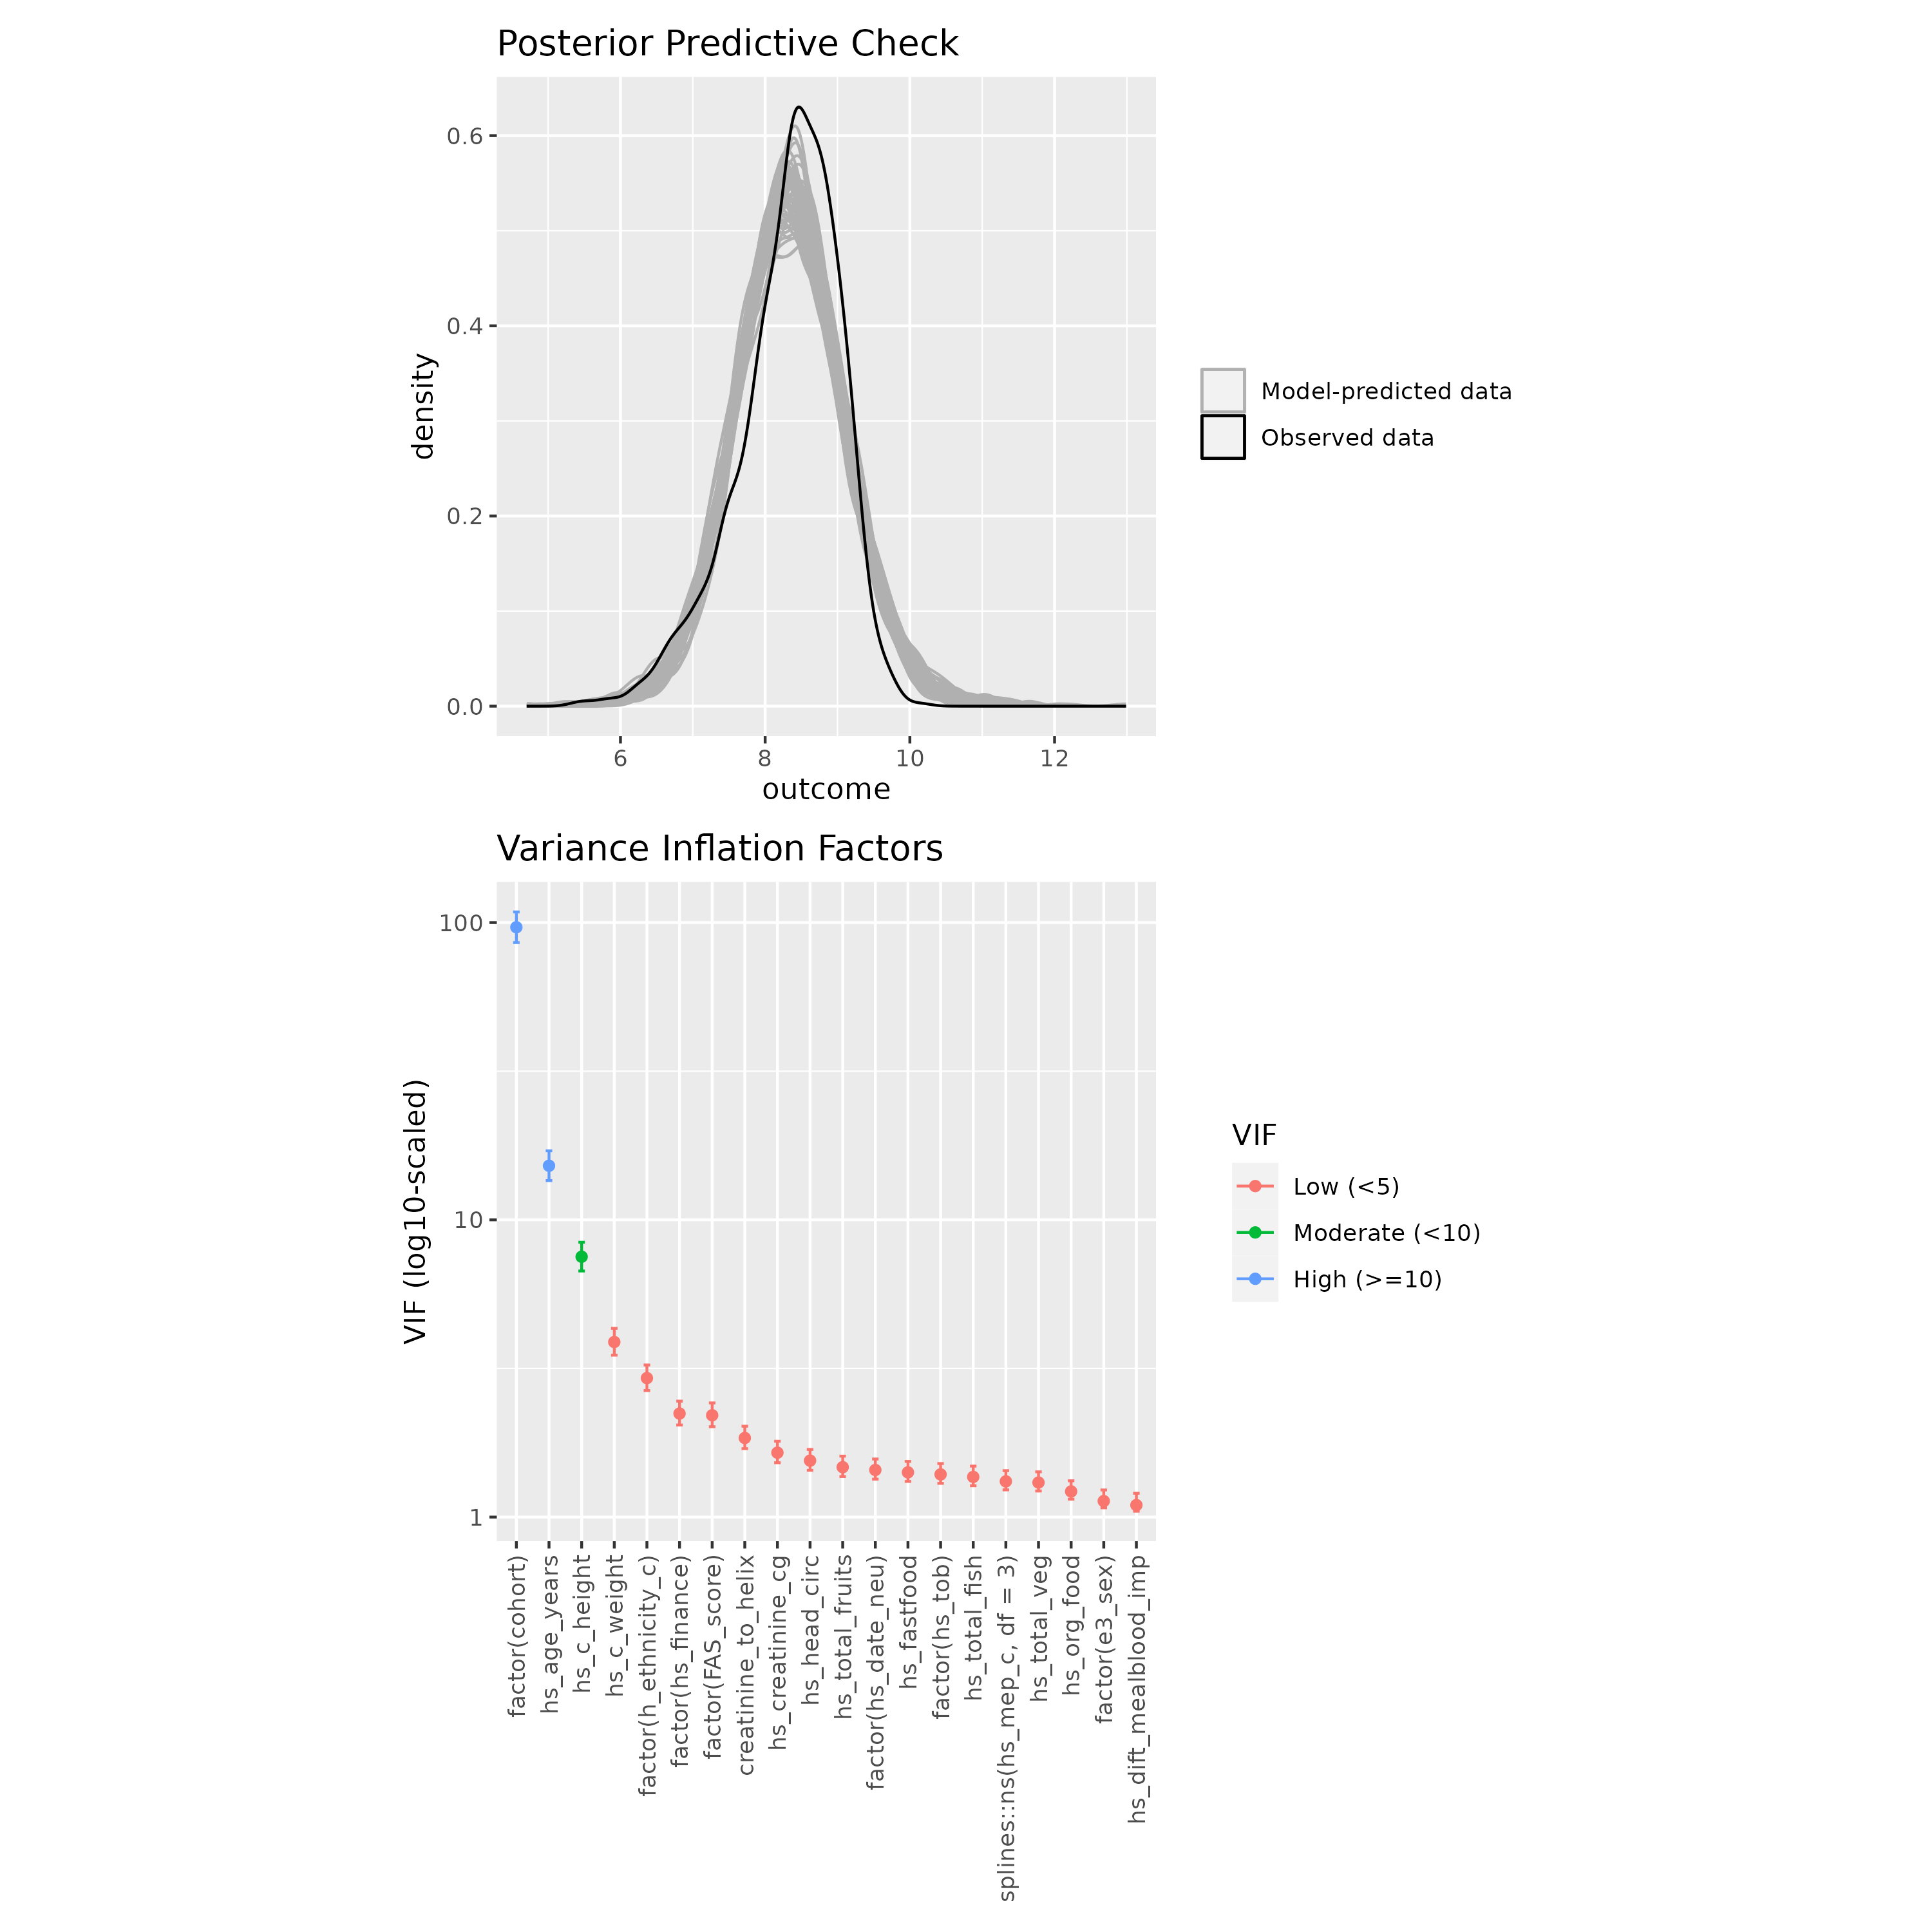 Posterior Predictive Check
0.6
0.4
0.2
0.0
density
6
8
10
12
outcome
Model-predicted data
Observed data
Variance Inflation Factors
100
10
1
VIF (log10-scaled)
factor(cohort)
hs_age_years
hs_c_height
hs_c_weight
factor(h_ethnicity_c)
factor(hs_finance)
factor(FAS_score)
creatinine_to_helix
hs_creatinine_cg
hs_head_circ
hs_total_fruits
factor(hs_date_neu)
hs_fastfood
factor(hs_tob)
hs_total_fish
splines::ns(hs_mep_c, df = 3)
hs_total_veg
hs_org_food
factor(e3_sex)
hs_dift_mealblood_imp
VIF
Low (<5)
Moderate (<10)
High (>=10)